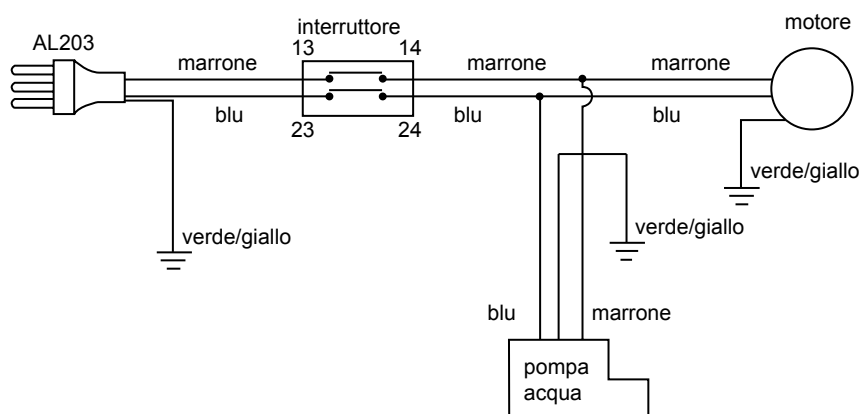 motore
interruttore
AL203
13 14
marrone marrone marrone
blu blu blu
23 24
verde/giallo
verde/giallo
verde/giallo
blu marrone
pompa
acqua